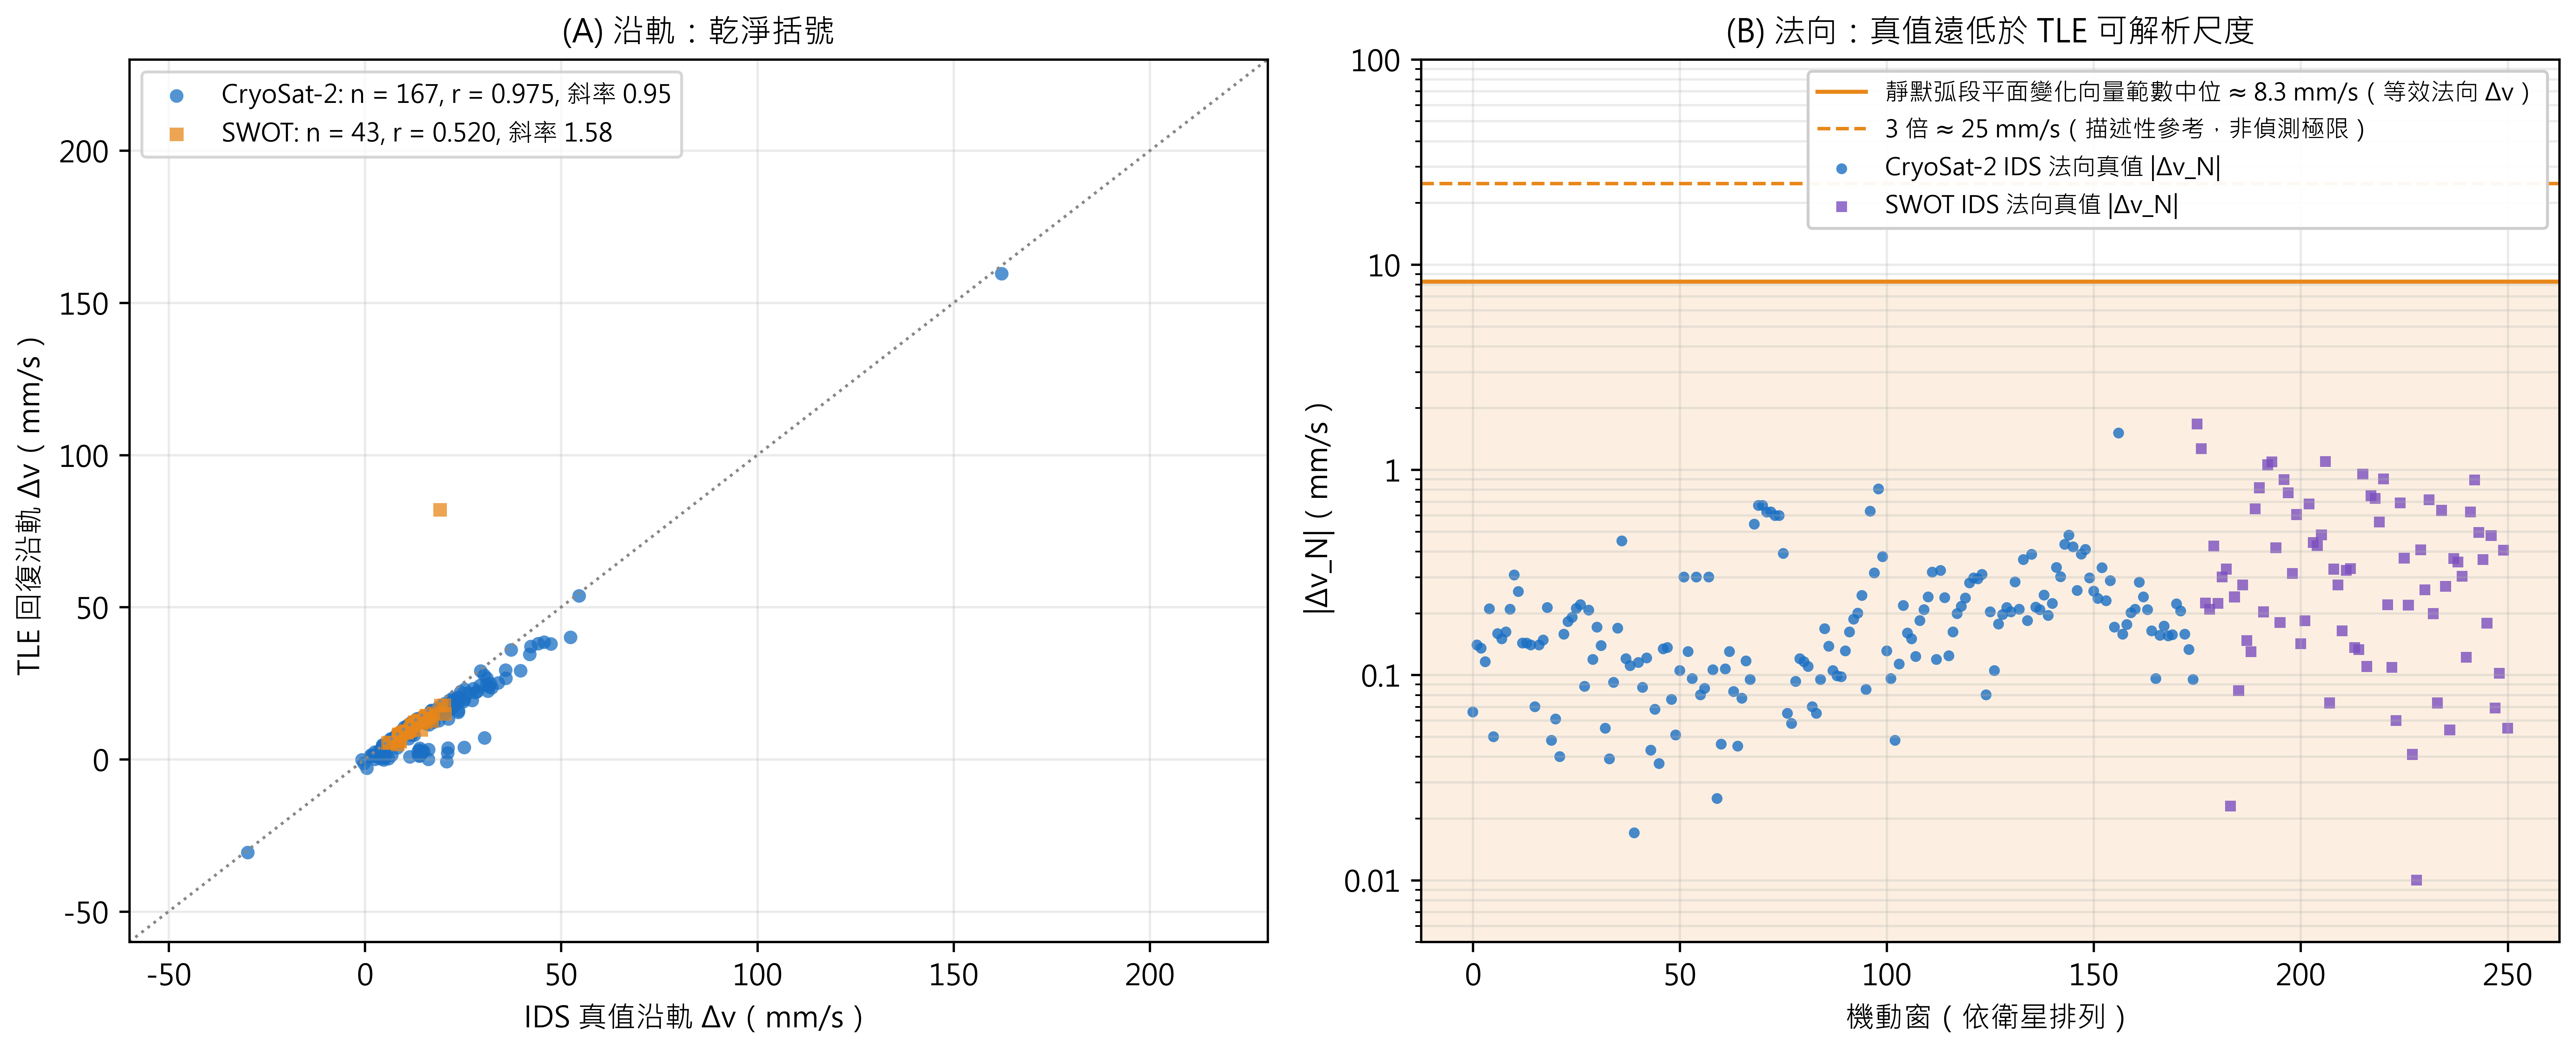 (A) 沿軌：乾淨括號
CryoSat-2: n = 167, r = 0.975, 斜率 0.95
SWOT: n = 43, r = 0.520, 斜率 1.58
TLE 回復沿軌 Δv（mm/s）
200
150
100
50
0
-50
-50
0
50
100
150
200
IDS 真值沿軌 Δv（mm/s）
(B) 法向：真值遠低於 TLE 可解析尺度
靜默弧段平面變化向量範數中位 ≈ 8.3 mm/s（等效法向 Δv）
3 倍 ≈ 25 mm/s（描述性參考，非偵測極限）
CryoSat-2 IDS 法向真值 |Δv_N|
SWOT IDS 法向真值 |Δv_N|
|Δv_N|（mm/s）
100
10
1
0.1
0.01
0
50
100
150
200
250
機動窗（依衛星排列）